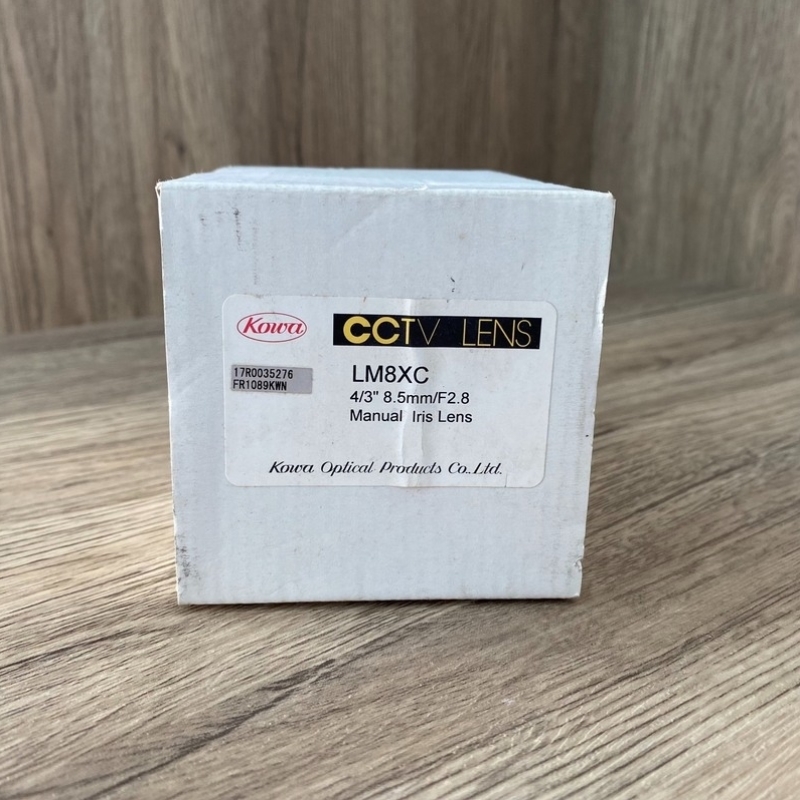 Kowa
CCTV LENS
17R0035276
FR1089KWN
LM8XC
4/3" 8.5mm/F2.8
Manual Iris Lens
Kowa Optical Products Co.,Ltd.